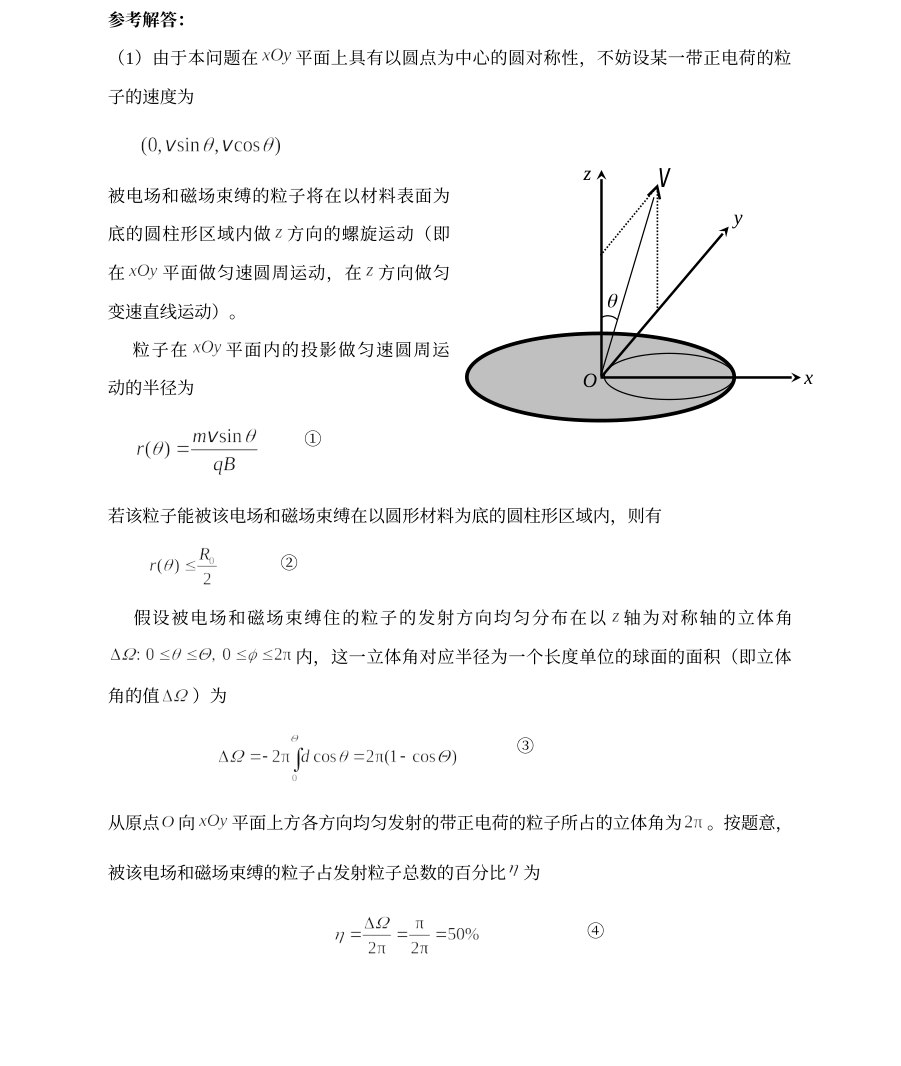 参考解答：
（1）由于本问题在 xOy 平面上具有以圆点为中心的圆对称性，不妨设某一带正电荷的粒
子的速度为
(0, v sin θ, v cos θ)
被电场和磁场束缚的粒子将在以材料表面为
底的圆柱形区域内做 z 方向的螺旋运动（即
在 xOy 平面做匀速圆周运动，在 z 方向做匀
变速直线运动）。
粒子在 xOy 平面内的投影做匀速圆周运
动的半径为
r(θ) = mv sin θ / qB ①
z
V
y
θ
O
x
若该粒子能被该电场和磁场束缚在以圆形材料为底的圆柱形区域内，则有
r(θ) ≤ R₀ / 2 ②
假设被电场和磁场束缚住的粒子的发射方向均匀分布在以 z 轴为对称轴的立体角
ΔΩ: 0 ≤ θ ≤ Θ, 0 ≤ φ ≤ 2π 内，这一立体角对应半径为一个长度单位的球面的面积（即立体
角的值 ΔΩ ）为
ΔΩ = - 2π ∫₀^Θ d cos θ = 2π(1 - cos Θ) ③
从原点 O 向 xOy 平面上方各方向均匀发射的带正电荷的粒子所占的立体角为 2π 。按题意，
被该电场和磁场束缚的粒子占发射粒子总数的百分比 η 为
η = ΔΩ / 2π = π / 2π = 50% ④